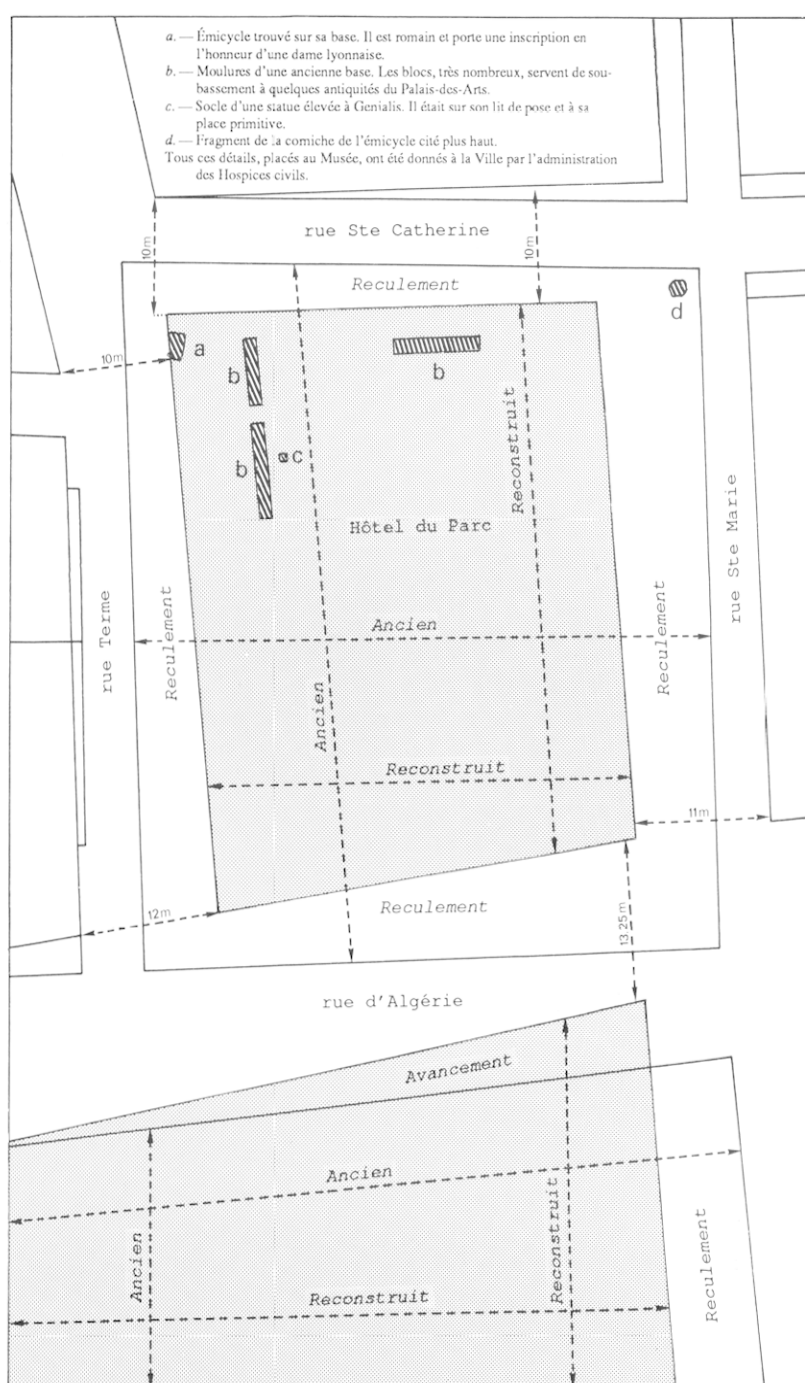 a. — Émicycle trouvé sur sa base. Il est romain et porte une inscription en
l'honneur d'une dame lyonnaise.
b. — Moulures d'une ancienne base. Les blocs, très nombreux, servent de sou-
bassement à quelques antiquités du Palais-des-Arts.
c. — Socle d'une statue élevée à Genialis. Il était sur son lit de pose et à sa
place primitive.
d. — Fragment de la corniche de l'émicycle cité plus haut.
Tous ces détails, placés au Musée, ont été donnés à la Ville par l'administration
des Hospices civils.
10m
rue Ste Catherine
10m
Reculement
d
10m
a
b
b
b
c
Reconstruit
Hôtel du Parc
rue Terme
Reculement
Ancien
Reculement
rue Ste Marie
Ancien
Reconstruit
11m
12m
Reculement
13.25m
rue d'Algérie
Avancement
Ancien
Ancien
Reconstruit
Reculement
Reconstruit